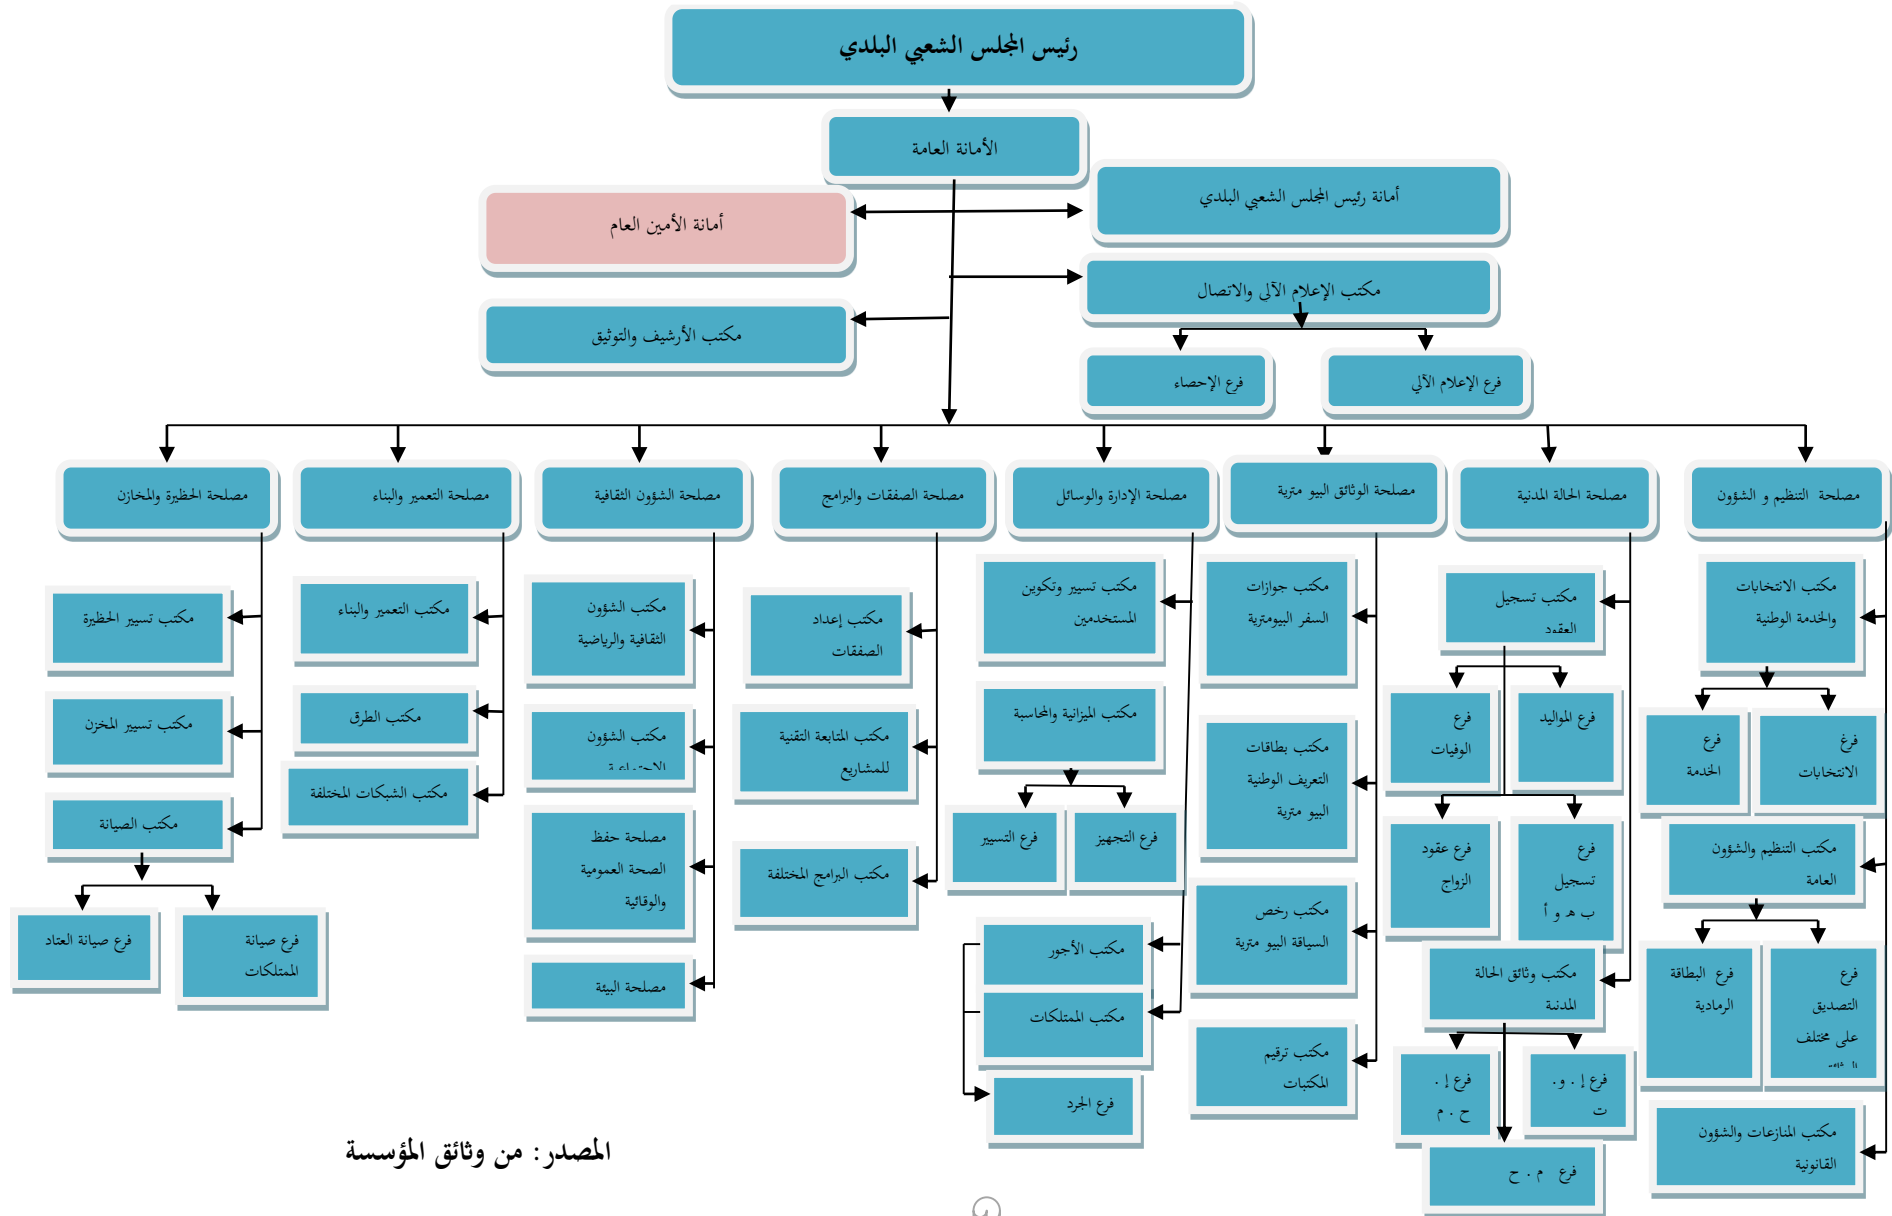 رئيس المجلس الشعبي البلدي
الأمانة العامة
أمانة رئيس المجلس الشعبي البلدي
أمانة الأمين العام
مكتب الإعلام الآلي والاتصال
مكتب الأرشيف والتوثيق
فرع الإعلام الآلي
فرع الإحصاء
مصلحة التنظيم و الشؤون
مصلحة الحالة المدنية
مصلحة الوثائق البيو مترية
مصلحة الإدارة والوسائل
مصلحة الصفقات والبرامج
مصلحة الشؤون الثقافية
مصلحة التعمير والبناء
مصلحة الحظيرة والمخازن
مكتب الانتخابات
والخدمة الوطنية
فرغ
الانتخابات
فرع
الخدمة
مكتب التنظيم والشؤون
العامة
فرع
التصديق
على مختلف
فرع البطاقة
الرمادية
مكتب المنازعات والشؤون
القانونية
مكتب تسجيل
العقود
فرع المواليد
فرع
الوفيات
فرع
تسجيل
ب هـ و أ
فرع عقود
الزواج
مكتب وثائق الحالة
المدنية
فرع إ . و.
ت
فرع إ .
ح . م
فرع م . ح
مكتب جوازات
السفر البيومترية
مكتب بطاقات
التعريف الوطنية
البيو مترية
مكتب رخص
السياقة البيو مترية
مكتب ترقيم
المكتبات
مكتب تسيير وتكوين
المستخدمين
مكتب الميزانية والمحاسبة
فرع التجهيز
فرع التسيير
مكتب الأجور
مكتب الممتلكات
فرع الجرد
مكتب إعداد
الصفقات
مكتب المتابعة التقنية
للمشاريع
مكتب البرامج المختلفة
مكتب الشؤون
الثقافية والرياضية
مكتب الشؤون
الاجتماعية
مصلحة حفظ
الصحة العمومية
والوقائية
مصلحة البيئة
مكتب التعمير والبناء
مكتب الطرق
مكتب الشبكات المختلفة
مكتب تسيير الحظيرة
مكتب تسيير المخزن
مكتب الصيانة
فرع صيانة
الممتلكات
فرع صيانة العتاد
المصدر: من وثائق المؤسسة